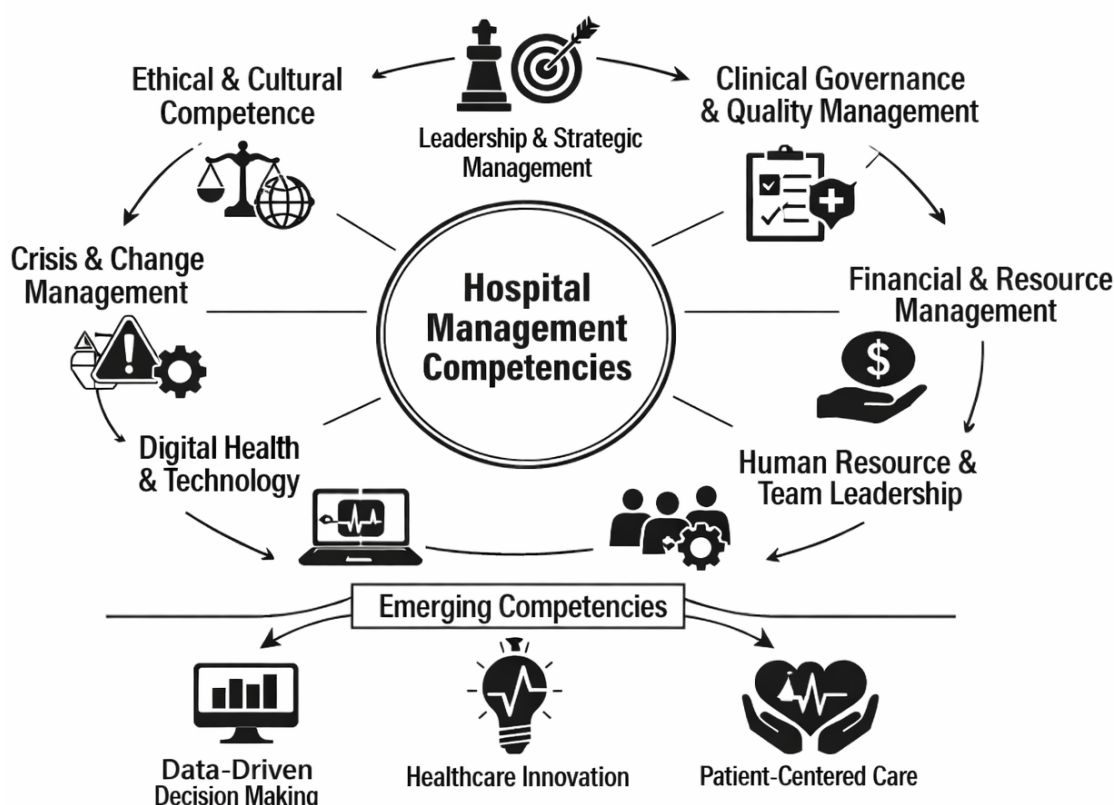 Ethical & Cultural
Competence
Leadership & Strategic
Management
Clinical Governance
& Quality Management
Crisis & Change
Management
Hospital
Management
Competencies
Financial & Resource
Management
$
Digital Health
& Technology
Human Resource &
Team Leadership
Emerging Competencies
Data-Driven
Decision Making
Healthcare Innovation
Patient-Centered Care